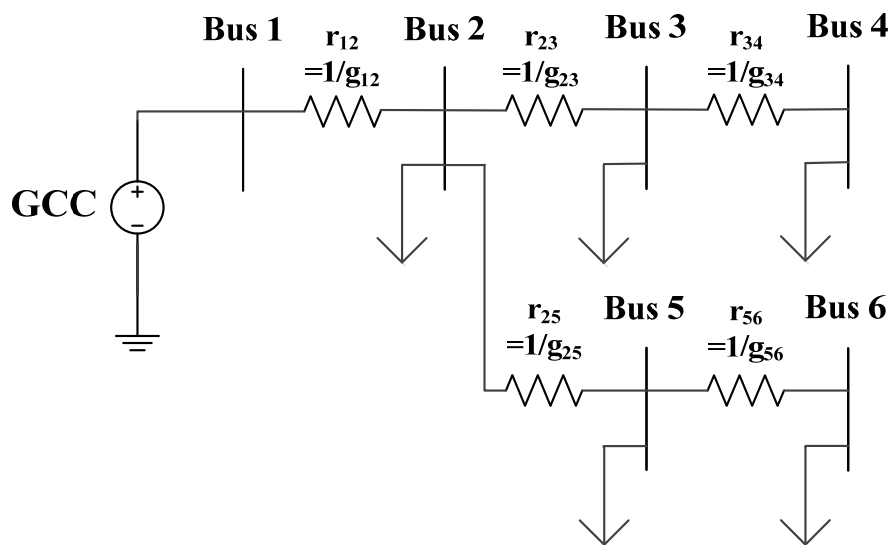 Bus 1
r12
=1/g12
Bus 2
r23
=1/g23
Bus 3
r34
=1/g34
Bus 4
GCC
+
−
r25
=1/g25
Bus 5
r56
=1/g56
Bus 6